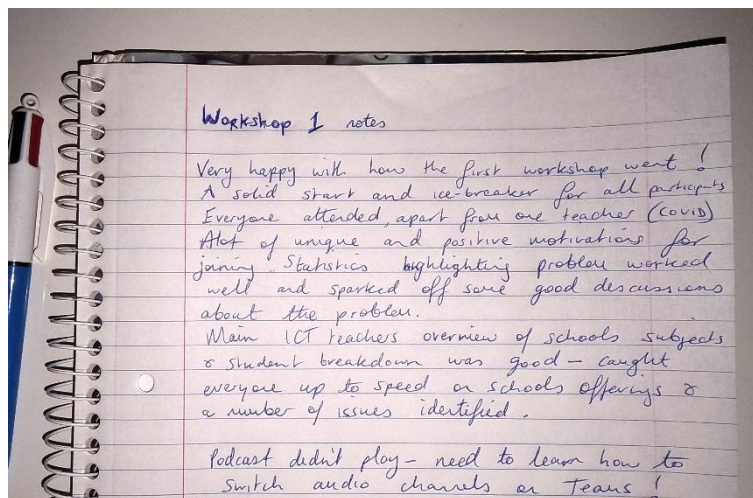 Workshop 1 notes
Very happy with how the first workshop went!
A solid start and ice-breaker for all participts
Everyone attended, apart from one teacher (COVID)
Alot of unique and positive motivations for
joining. Statistics highlighting problem worked
well and sparked off some good discussions
about the problem.
Main ICT teachers overview of schools subjects
& student breakdown was good – caught
everyone up to speed on schools offerings &
a number of issues identified.
Podcast didn't play – need to learn how to
switch audio channels on Teams!